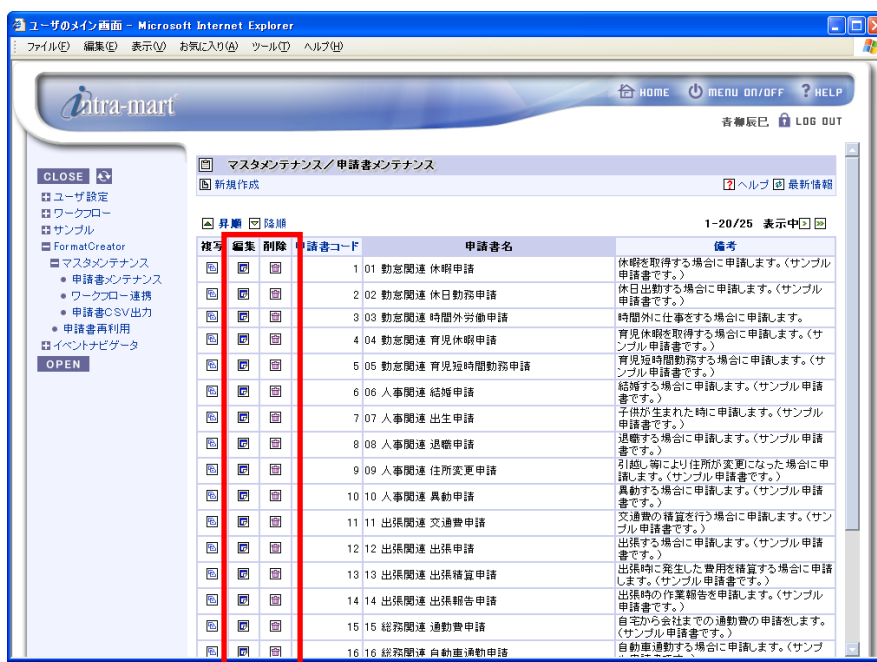 ユーザのメイン画面 - Microsoft Internet Explorer
ファイル(F) 編集(E) 表示(V) お気に入り(A) ツール(T) ヘルプ(H)
intra-mart
HOME MENU ON/OFF ? HELP
青柳辰巳 LOG OUT
CLOSE
ユーザ設定
ワークフロー
サンプル
FormatCreator
マスタメンテナンス
申請書メンテナンス
ワークフロー連携
申請書CSV出力
申請書再利用
イベントナビゲータ
OPEN
マスタメンテナンス/申請書メンテナンス
新規作成 ヘルプ 最新情報
昇順 降順 1-20/25 表示中
複写 編集 削除 申請書コード 申請書名 備考
1 01 勤怠関連 休暇申請 休暇を取得する場合に申請します。(サンプル
申請書です。)
2 02 勤怠関連 休日勤務申請 休日出勤する場合に申請します。(サンプル
申請書です。)
3 03 勤怠関連 時間外労働申請 時間外に仕事をする場合に申請します。
4 04 勤怠関連 育児休暇申請 育児休暇を取得する場合に申請します。(サ
ンプル申請書です。)
5 05 勤怠関連 育児短時間勤務申請 育児短時間勤務する場合に申請します。(サ
ンプル申請書です。)
6 06 人事関連 結婚申請 結婚する場合に申請します。(サンプル申請
書です。)
7 07 人事関連 出生申請 子供が生まれた時に申請します。(サンプル
申請書です。)
8 08 人事関連 退職申請 退職する場合に申請します。(サンプル申請
書です。)
9 09 人事関連 住所変更申請 引越し等により住所が変更になった場合に申
請します。(サンプル申請書です。)
10 10 人事関連 異動申請 異動する場合に申請します。(サンプル申請
書です。)
11 11 出張関連 交通費申請 交通費の精算を行う場合に申請します。(サン
プル申請書です。)
12 12 出張関連 出張申請 出張する場合に申請します。(サンプル申請
書です。)
13 13 出張関連 出張精算申請 出張時に発生した費用を精算する場合に申請
します。(サンプル申請書です。)
14 14 出張関連 出張報告申請 出張時の作業報告を申請します。(サンプル
申請書です。)
15 15 総務関連 通勤費申請 自宅から会社までの通勤費の申請をします。
(サンプル申請書です。)
16 16 総務関連 自動車通勤申請 自動車通勤する場合に申請します。(サンプ